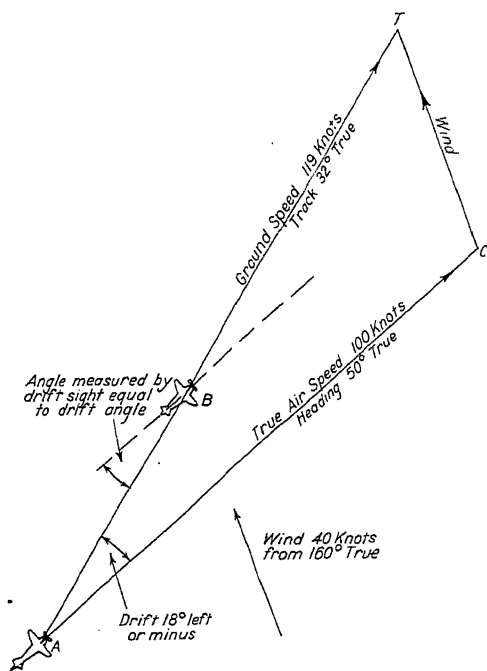 T
Wind
C
Ground Speed 119 Knots
Track 32° True
True Air Speed 100 Knots
Heading 50° True
Angle measured by
drift sight equal
to drift angle
B
Wind 40 Knots
from 160° True
Drift 18° left
or minus
A